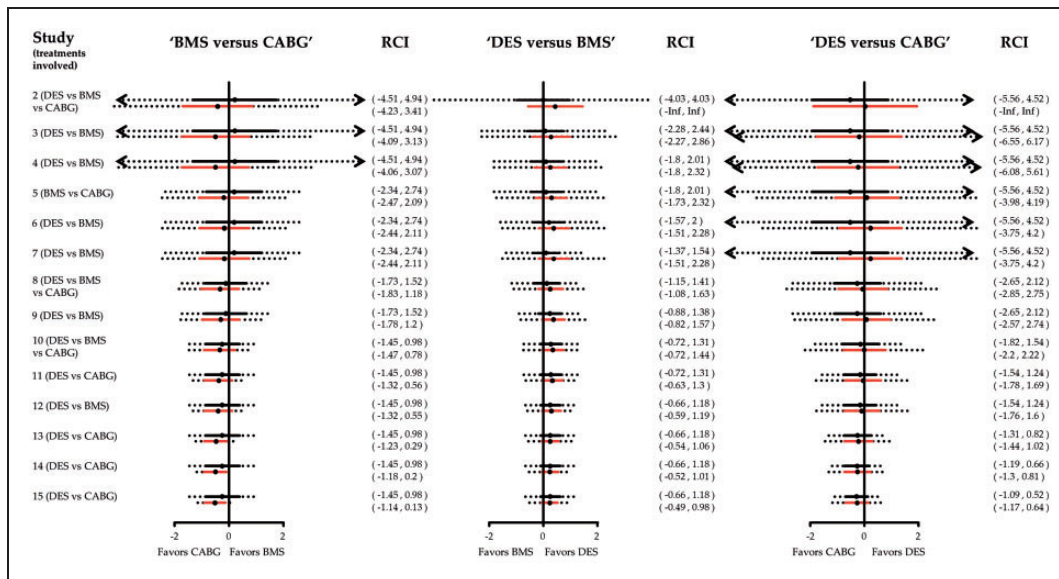 Study 'BMS versus CABG' RCI 'DES versus BMS' RCI 'DES versus CABG' RCI
(treatments
involved)
2 (DES vs BMS ( -4.51 , 4.94 ) ( -4.03 , 4.03 ) ( -5.56 , 4.52 )
vs CABG) ( -4.23 , 3.41 ) ( -Inf , Inf ) ( -Inf , Inf )
3 (DES vs BMS) ( -4.51 , 4.94 ) ( -2.28 , 2.44 ) ( -5.56 , 4.52 )
( -4.09 , 3.13 ) ( -2.27 , 2.86 ) ( -6.55 , 6.17 )
4 (DES vs BMS) ( -4.51 , 4.94 ) ( -1.8 , 2.01 ) ( -5.56 , 4.52 )
( -4.06 , 3.07 ) ( -1.8 , 2.32 ) ( -6.08 , 5.61 )
5 (BMS vs CABG) ( -2.34 , 2.74 ) ( -1.8 , 2.01 ) ( -5.56 , 4.52 )
( -2.47 , 2.09 ) ( -1.73 , 2.32 ) ( -3.98 , 4.19 )
6 (DES vs BMS) ( -2.34 , 2.74 ) ( -1.57 , 2 ) ( -5.56 , 4.52 )
( -2.44 , 2.11 ) ( -1.51 , 2.28 ) ( -3.75 , 4.2 )
7 (DES vs BMS) ( -2.34 , 2.74 ) ( -1.37 , 1.54 ) ( -5.56 , 4.52 )
( -2.44 , 2.11 ) ( -1.51 , 2.28 ) ( -3.75 , 4.2 )
8 (DES vs BMS ( -1.73 , 1.52 ) ( -1.15 , 1.41 ) ( -2.65 , 2.12 )
vs CABG) ( -1.83 , 1.18 ) ( -1.08 , 1.63 ) ( -2.85 , 2.75 )
9 (DES vs BMS) ( -1.73 , 1.52 ) ( -0.88 , 1.38 ) ( -2.65 , 2.12 )
( -1.78 , 1.2 ) ( -0.82 , 1.57 ) ( -2.57 , 2.74 )
10 (DES vs BMS ( -1.45 , 0.98 ) ( -0.72 , 1.31 ) ( -1.82 , 1.54 )
vs CABG) ( -1.47 , 0.78 ) ( -0.72 , 1.44 ) ( -2.2 , 2.22 )
11 (DES vs CABG) ( -1.45 , 0.98 ) ( -0.72 , 1.31 ) ( -1.54 , 1.24 )
( -1.32 , 0.56 ) ( -0.63 , 1.3 ) ( -1.78 , 1.69 )
12 (DES vs BMS) ( -1.45 , 0.98 ) ( -0.66 , 1.18 ) ( -1.54 , 1.24 )
( -1.32 , 0.55 ) ( -0.59 , 1.19 ) ( -1.76 , 1.6 )
13 (DES vs CABG) ( -1.45 , 0.98 ) ( -0.66 , 1.18 ) ( -1.31 , 0.82 )
( -1.23 , 0.29 ) ( -0.54 , 1.06 ) ( -1.44 , 1.02 )
14 (DES vs CABG) ( -1.45 , 0.98 ) ( -0.66 , 1.18 ) ( -1.19 , 0.66 )
( -1.18 , 0.2 ) ( -0.52 , 1.01 ) ( -1.3 , 0.81 )
15 (DES vs CABG) ( -1.45 , 0.98 ) ( -0.66 , 1.18 ) ( -1.09 , 0.52 )
( -1.14 , 0.13 ) ( -0.49 , 0.98 ) ( -1.17 , 0.64 )
-2 0 2 -2 0 2 -2 0 2
Favors CABG Favors BMS Favors BMS Favors DES Favors CABG Favors DES